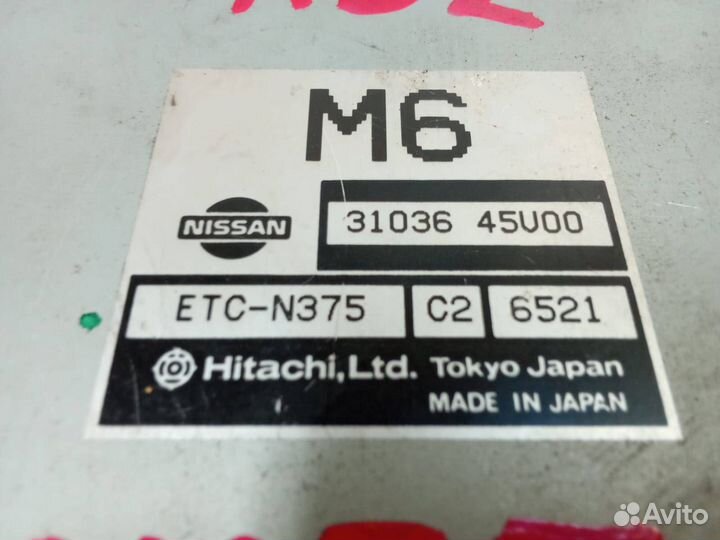 M6
NISSAN
31036 45V00
ETC-N375 C2 6521
Hitachi, Ltd. Tokyo Japan
MADE IN JAPAN
Avito